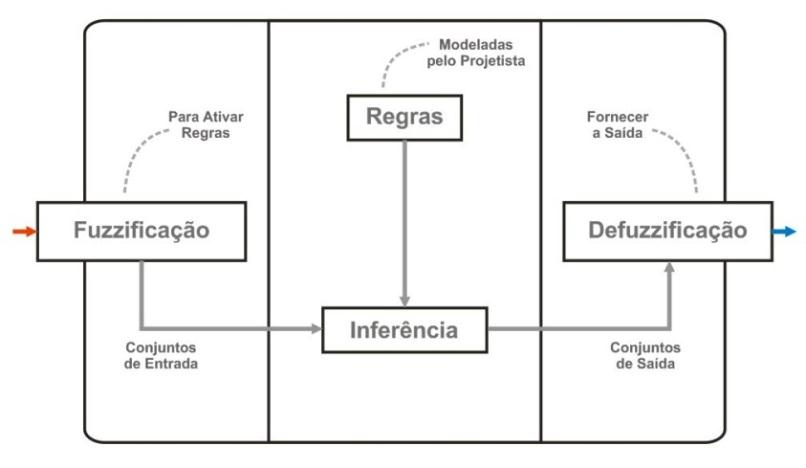 Modeladas
pelo Projetista
Para Ativar
Regras
Regras
Fornecer
a Saída
Fuzzificação
Defuzzificação
Inferência
Conjuntos
de Entrada
Conjuntos
de Saída